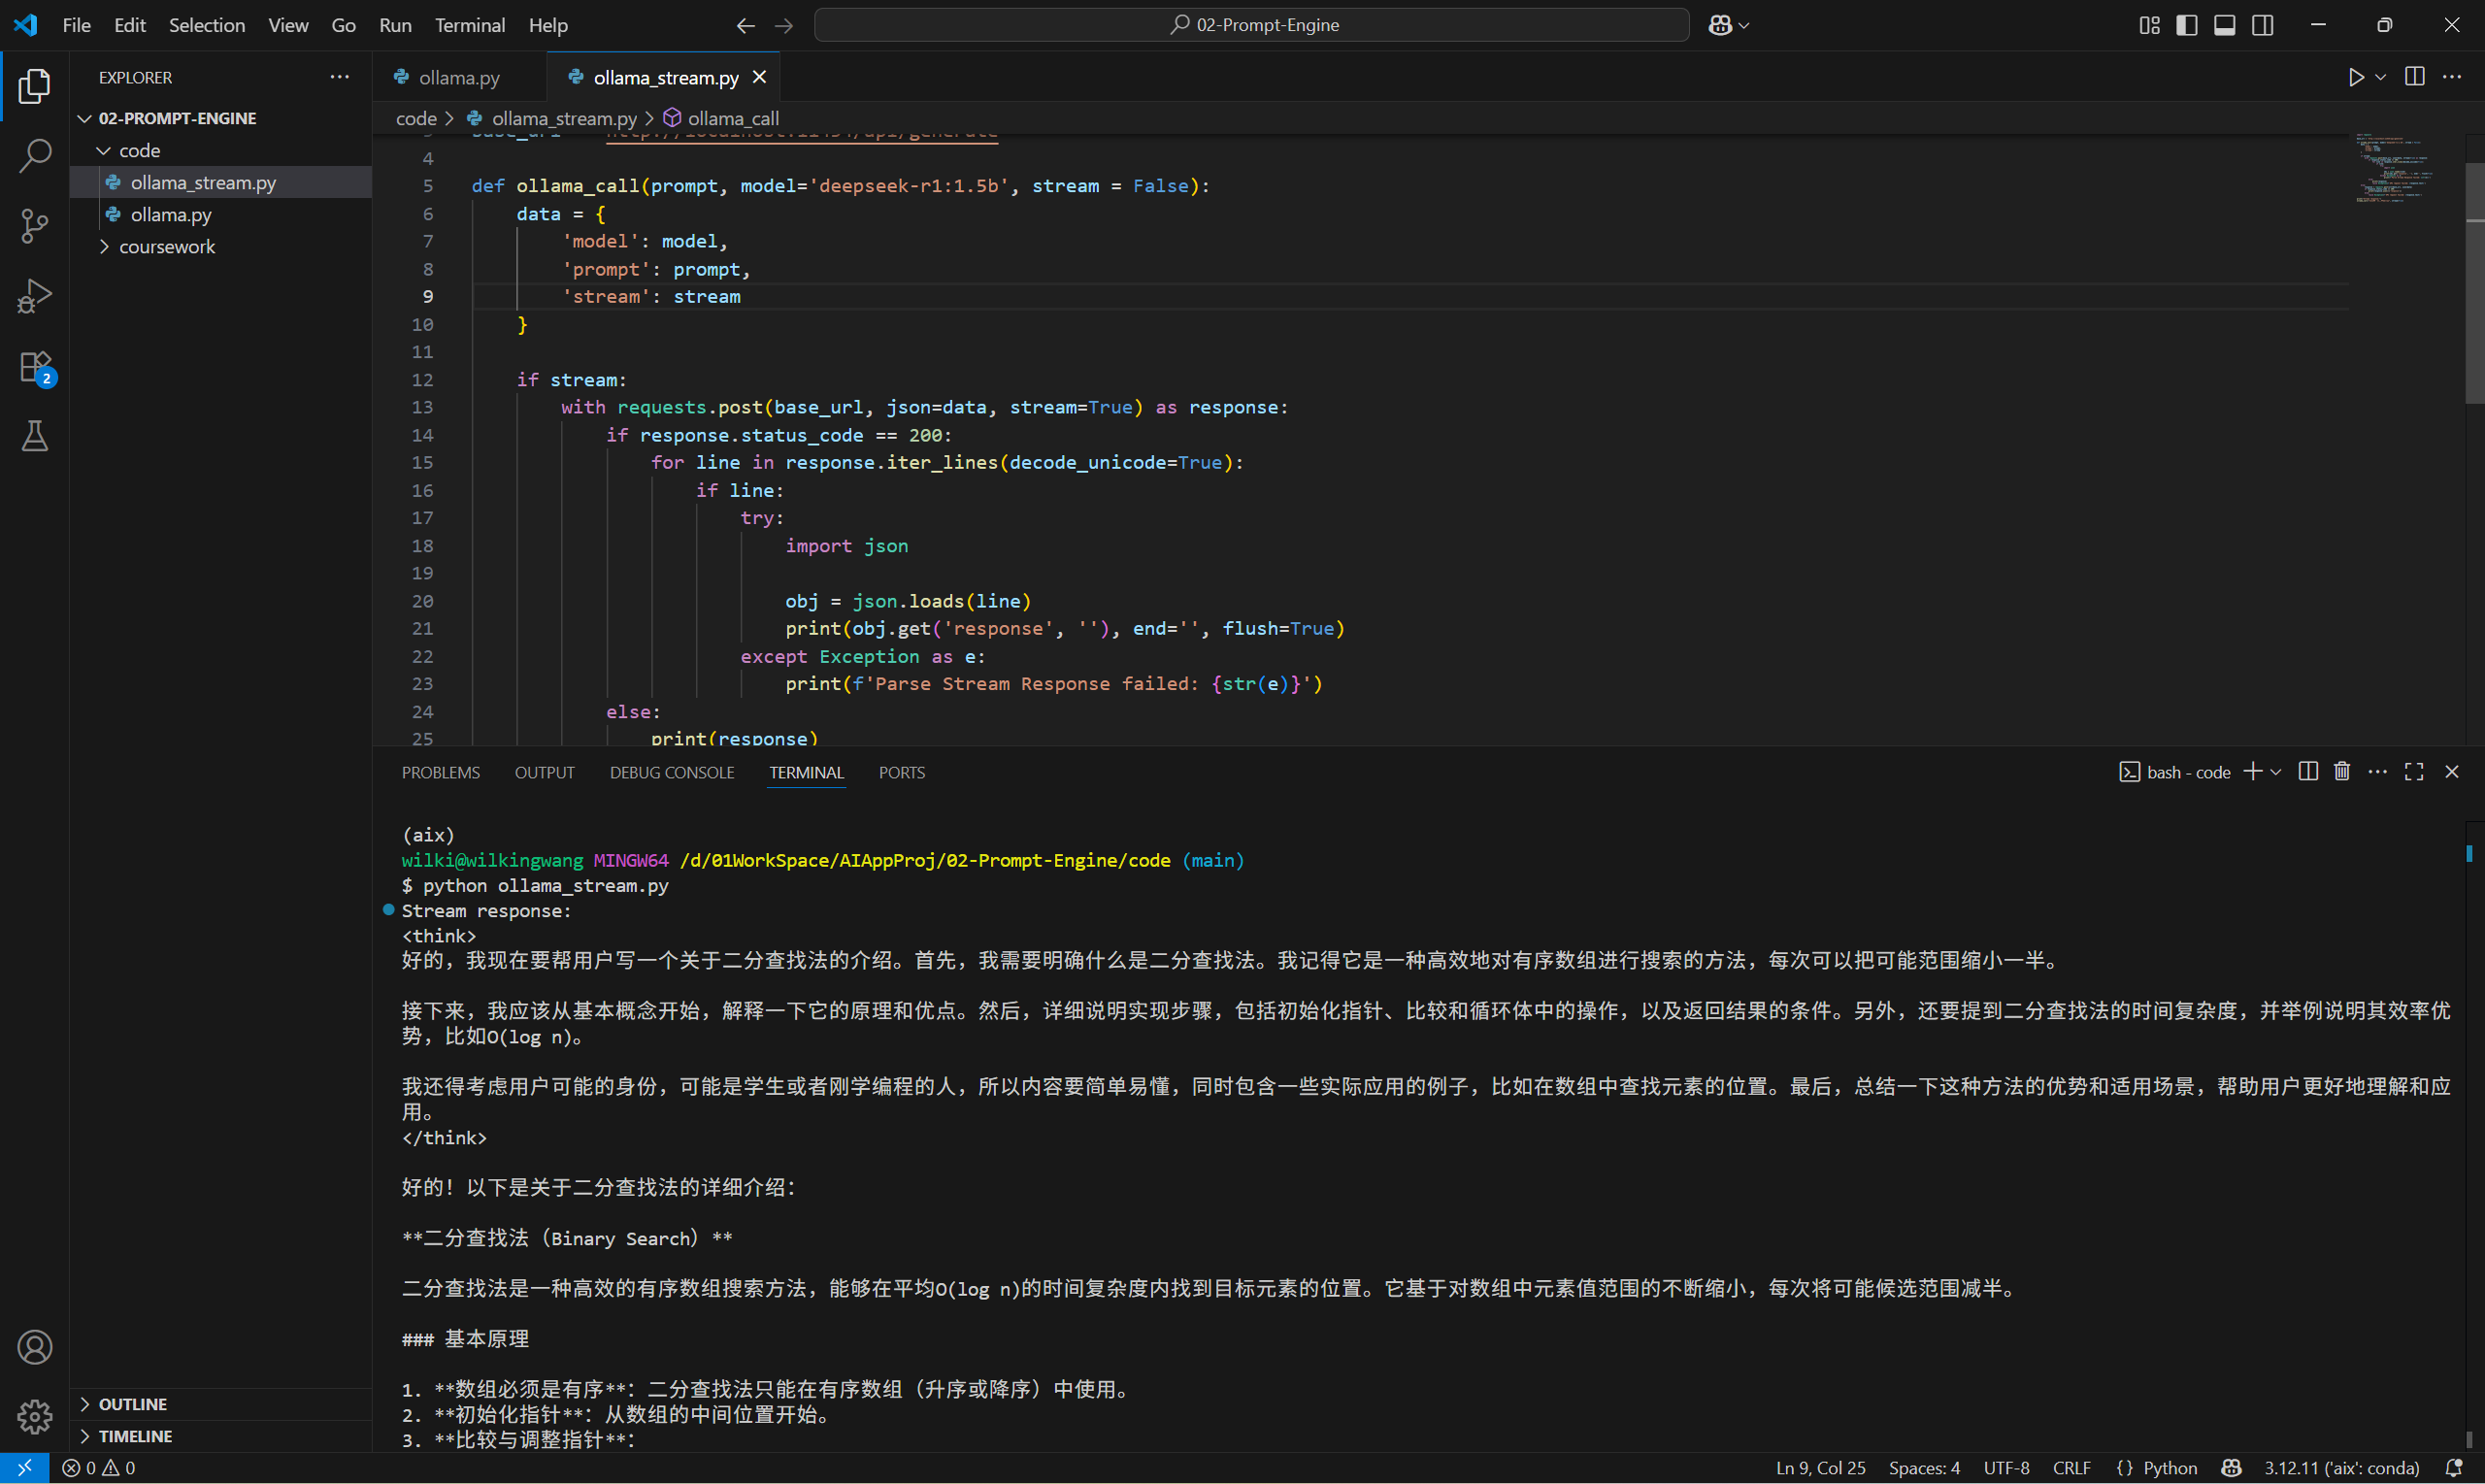 File Edit Selection View Go Run Terminal Help
02-Prompt-Engine
EXPLORER
ollama.py
ollama_stream.py
02-PROMPT-ENGINE
code > ollama_stream.py > ollama_call
code
ollama_stream.py
ollama.py
coursework
2
4
5 def ollama_call(prompt, model='deepseek-r1:1.5b', stream = False):
6 data = {
7 'model': model,
8 'prompt': prompt,
9 'stream': stream
10 }
11
12 if stream:
13 with requests.post(base_url, json=data, stream=True) as response:
14 if response.status_code == 200:
15 for line in response.iter_lines(decode_unicode=True):
16 if line:
17 try:
18 import json
19
20 obj = json.loads(line)
21 print(obj.get('response', ''), end='', flush=True)
22 except Exception as e:
23 print(f'Parse Stream Response failed: {str(e)}')
24 else:
25 print(response)
PROBLEMS OUTPUT DEBUG CONSOLE TERMINAL PORTS
bash - code
(aix)
wilki@wilkingwang MINGW64 /d/01WorkSpace/AIAppProj/02-Prompt-Engine/code (main)
$ python ollama_stream.py
Stream response:
<think>
好的，我现在要帮用户写一个关于二分查找法的介绍。首先，我需要明确什么是二分查找法。我记得它是一种高效地对有序数组进行搜索的方法，每次可以把可能范围缩小一半。
接下来，我应该从基本概念开始，解释一下它的原理和优点。然后，详细说明实现步骤，包括初始化指针、比较和循环体中的操作，以及返回结果的条件。另外，还要提到二分查找法的时间复杂度，并举例说明其效率优
势，比如O(log n)。
我还得考虑用户可能的身份，可能是学生或者刚学编程的人，所以内容要简单易懂，同时包含一些实际应用的例子，比如在数组中查找元素的位置。最后，总结一下这种方法的优势和适用场景，帮助用户更好地理解和应
用。
</think>
好的！以下是关于二分查找法的详细介绍：
**二分查找法（Binary Search）**
二分查找法是一种高效的有序数组搜索方法，能够在平均O(log n)的时间复杂度内找到目标元素的位置。它基于对数组中元素值范围的不断缩小，每次将可能候选范围减半。
### 基本原理
1. **数组必须是有序**：二分查找法只能在有序数组（升序或降序）中使用。
2. **初始化指针**：从数组的中间位置开始。
3. **比较与调整指针**：
OUTLINE
TIMELINE
0 0
Ln 9, Col 25 Spaces: 4 UTF-8 CRLF {} Python 3.12.11 ('aix': conda)